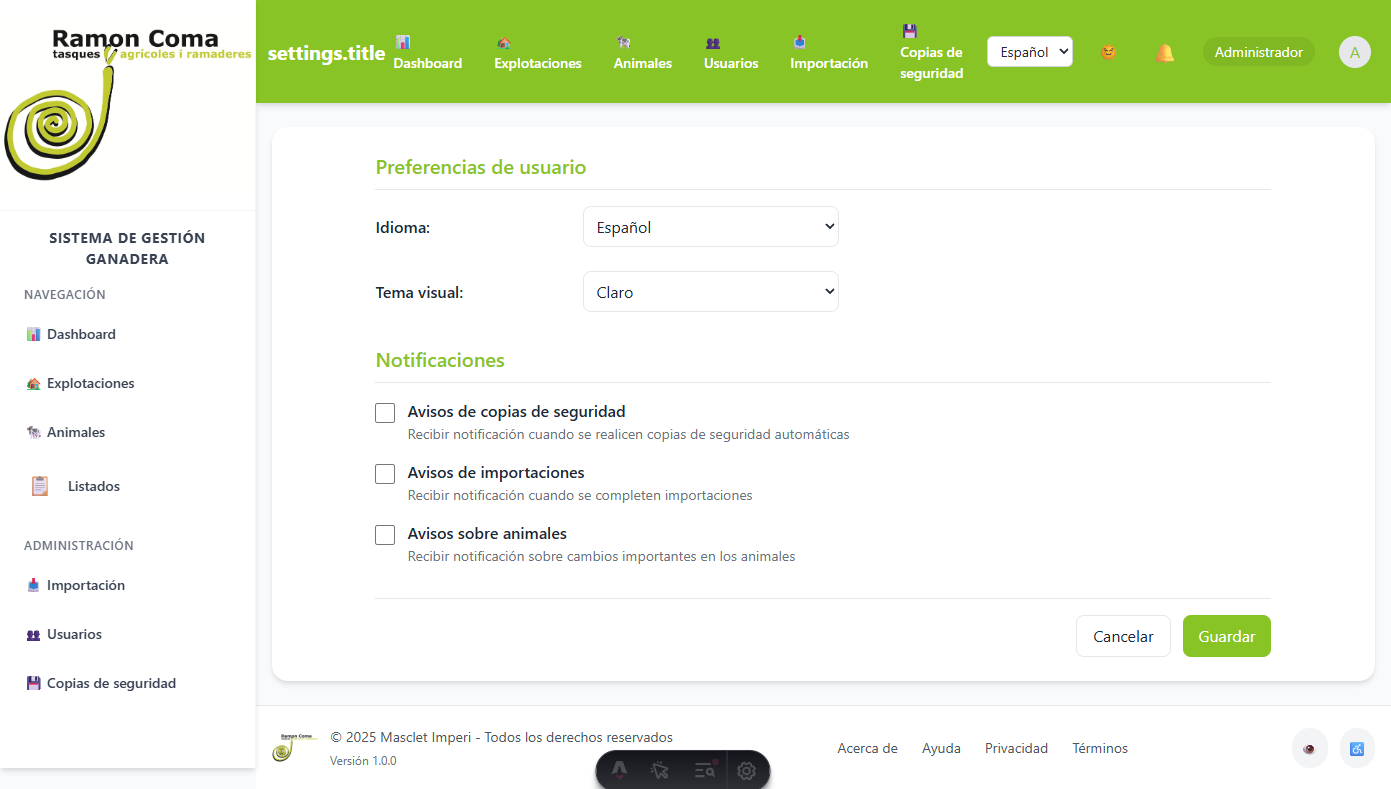 Ramon Coma
tasques agrícoles i ramaderes
SISTEMA DE GESTIÓN
GANADERA
NAVEGACIÓN
Dashboard
Explotaciones
Animales
Listados
ADMINISTRACIÓN
Importación
Usuarios
Copias de seguridad
settings.title
Dashboard
Explotaciones
Animales
Usuarios
Importación
Copias de
seguridad
Español
Administrador
A
Preferencias de usuario
Idioma:
Español
Tema visual:
Claro
Notificaciones
Avisos de copias de seguridad
Recibir notificación cuando se realicen copias de seguridad automáticas
Avisos de importaciones
Recibir notificación cuando se completen importaciones
Avisos sobre animales
Recibir notificación sobre cambios importantes en los animales
Cancelar
Guardar
Ramon Coma
© 2025 Masclet Imperi - Todos los derechos reservados
Versión 1.0.0
Acerca de
Ayuda
Privacidad
Términos